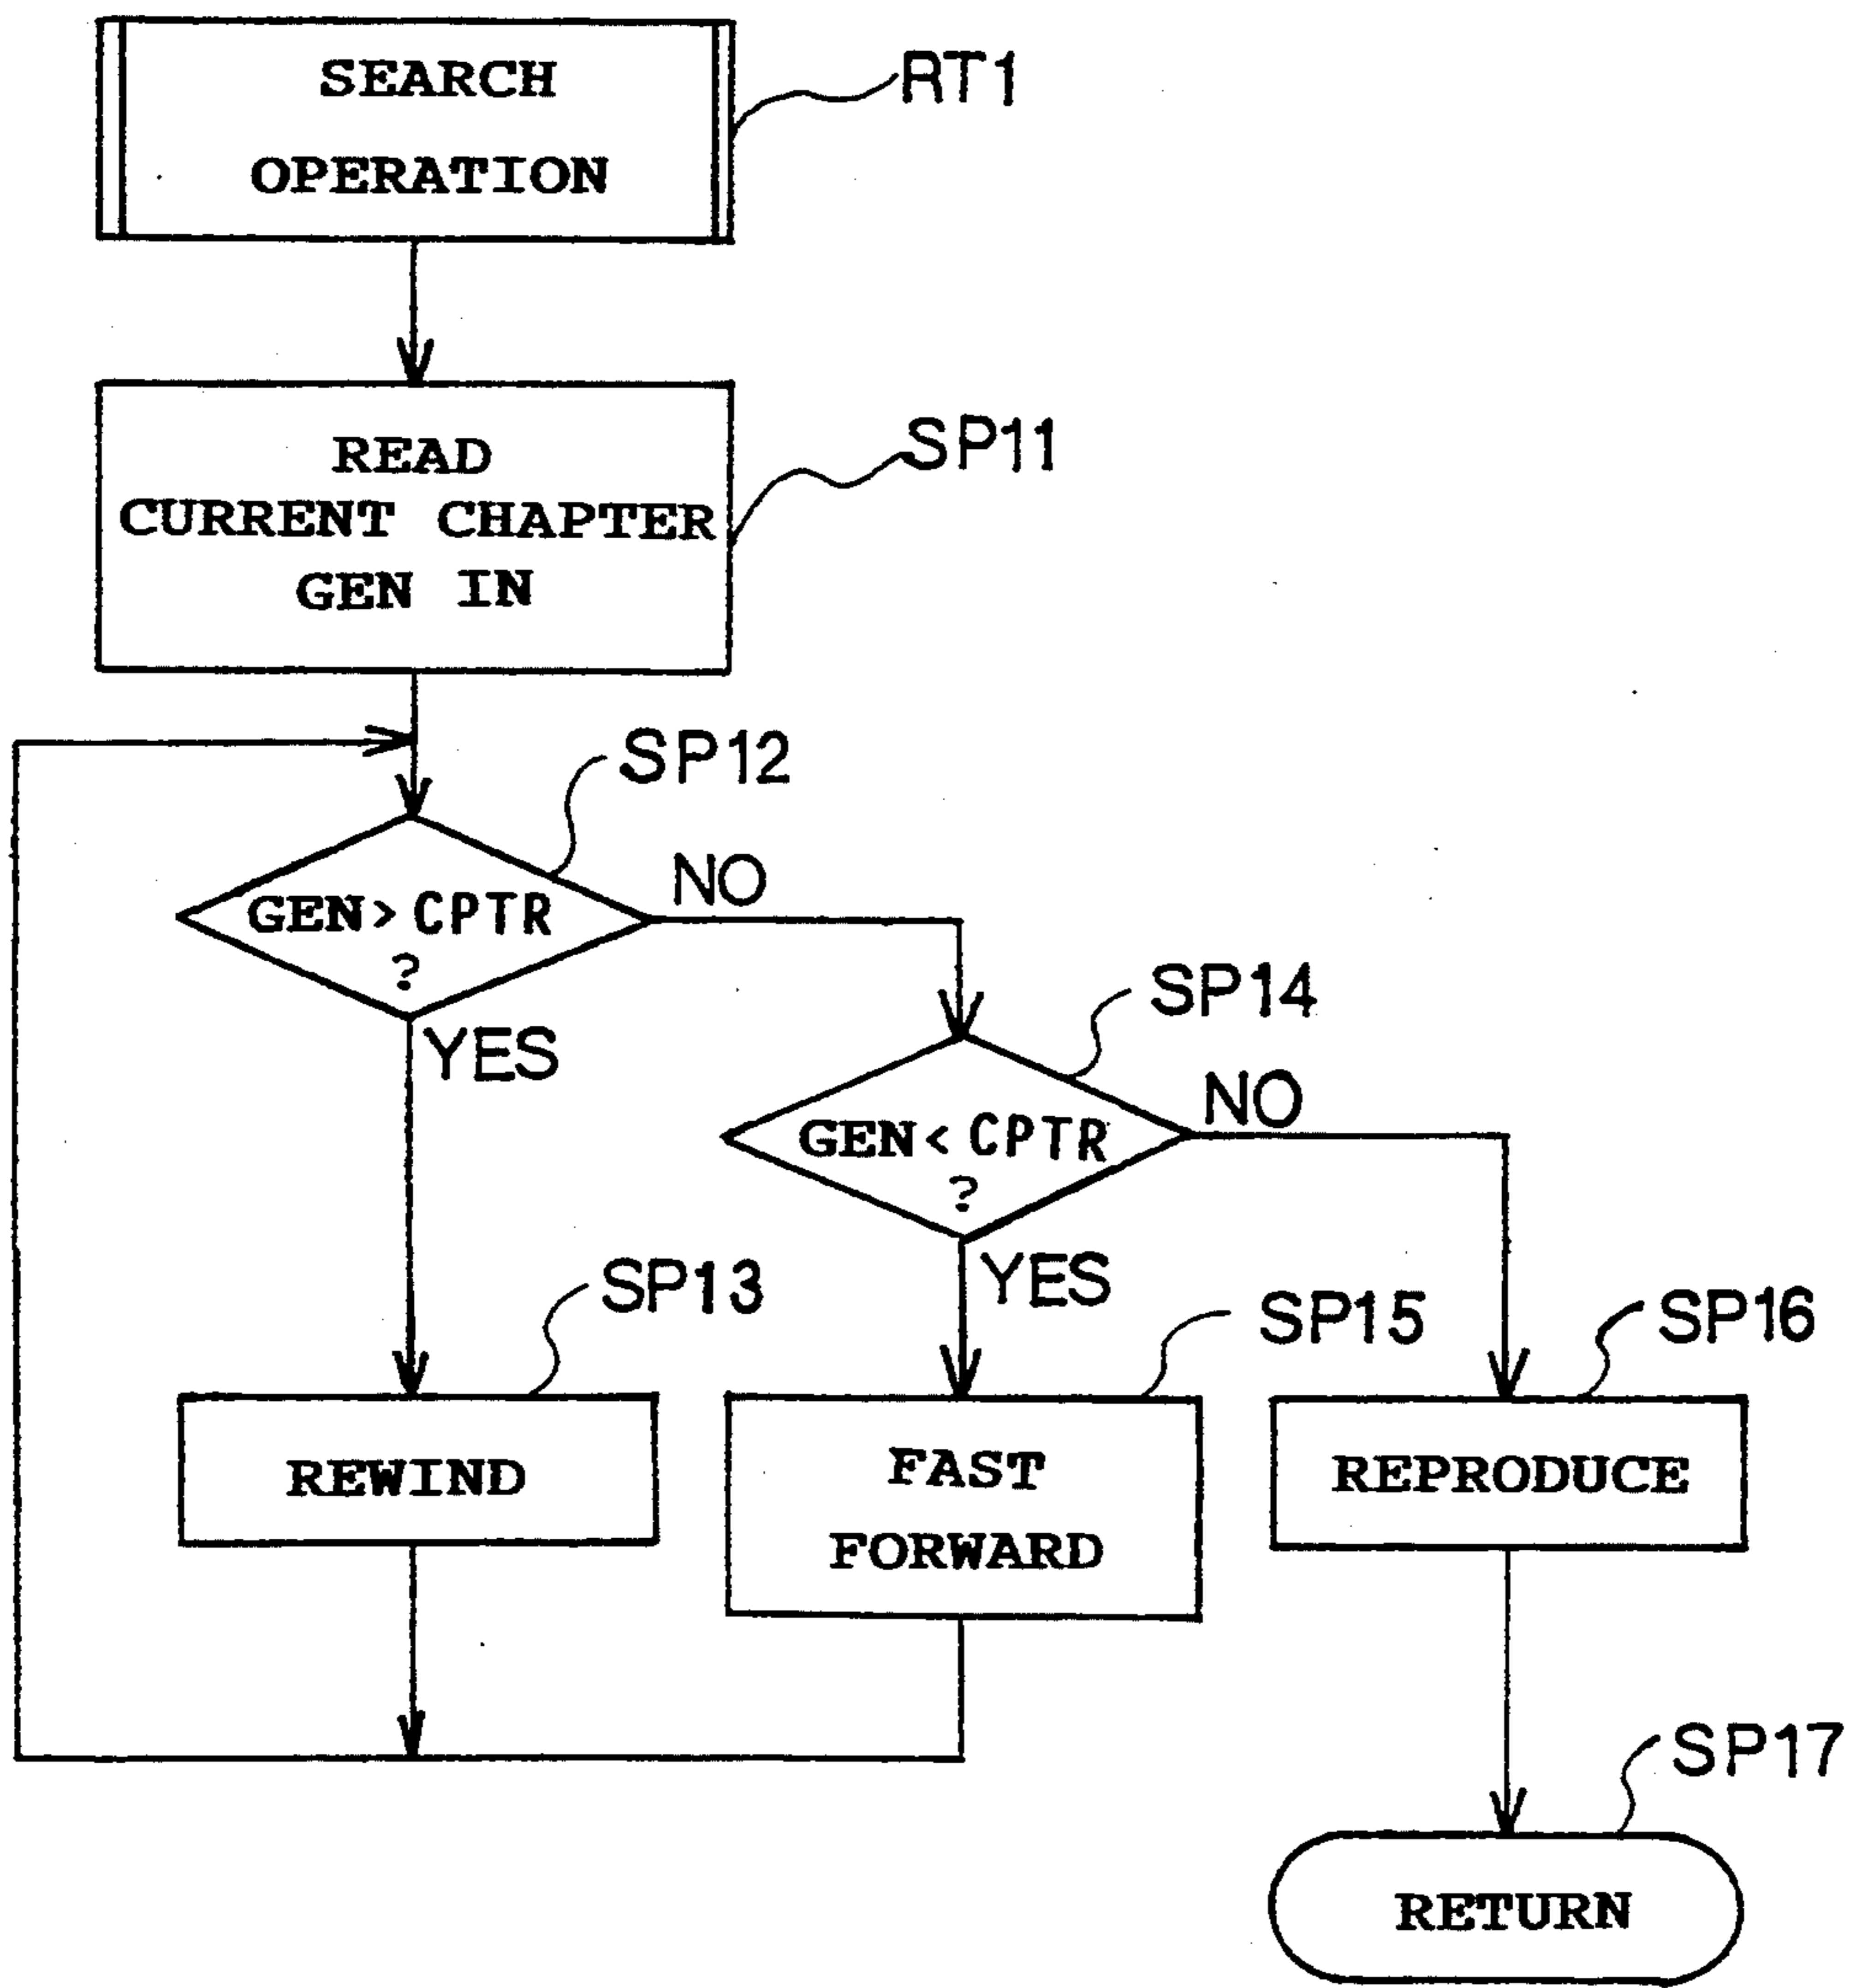 SEARCH
OPERATION
RT1
READ
CURRENT CHAPTER
GEN IN
SP11
SP12
GEN > CPTR
?
NO
YES
SP14
GEN < CPTR
?
NO
YES
SP13
REWIND
SP15
FAST
FORWARD
SP16
REPRODUCE
SP17
RETURN